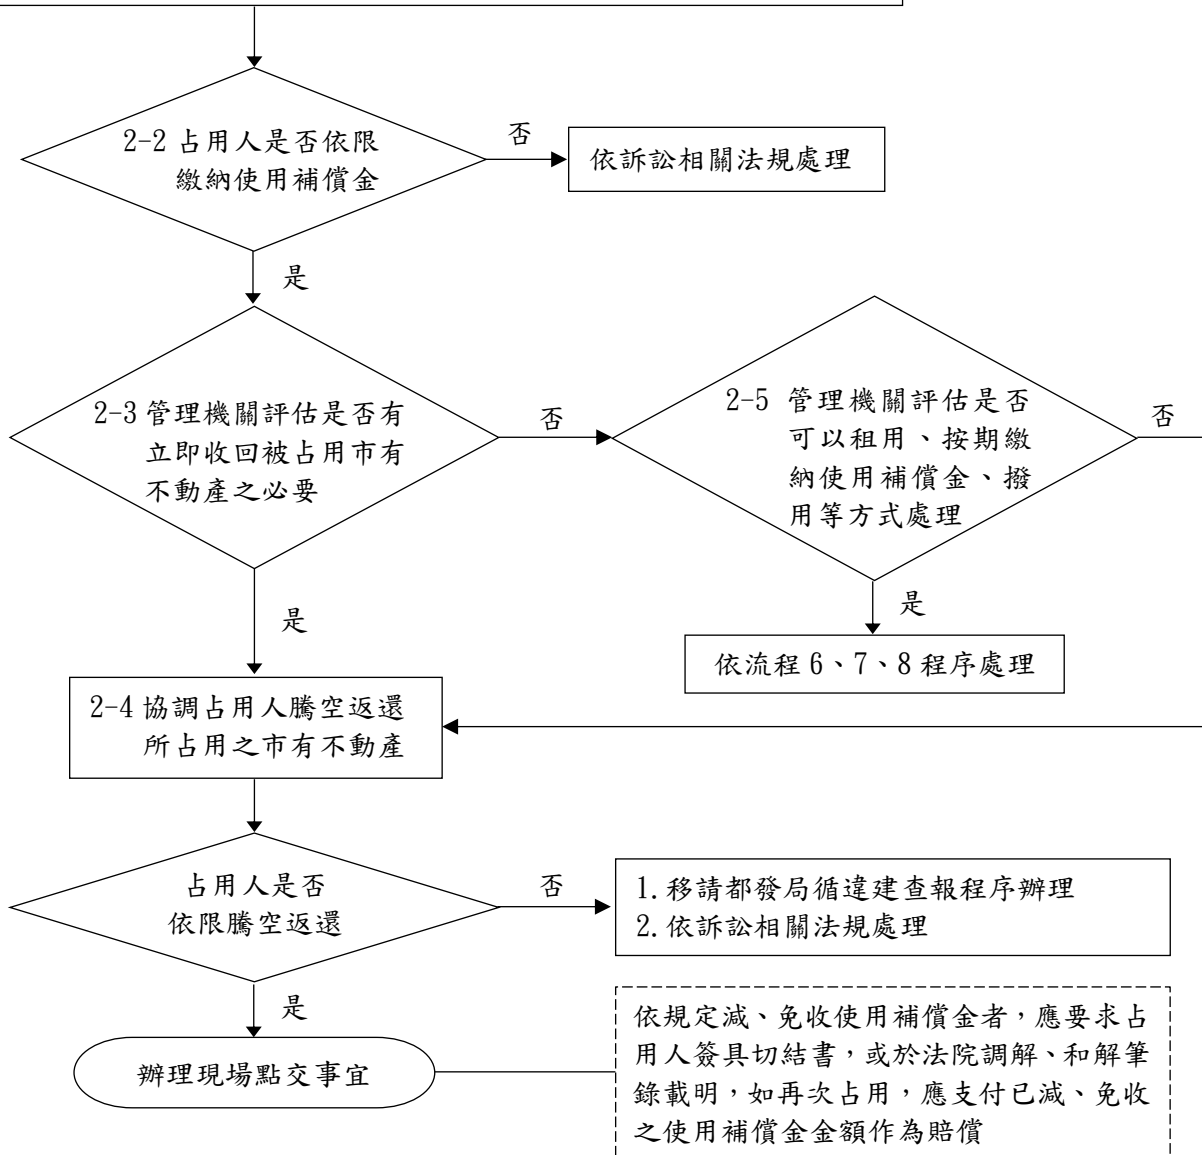 2-2 占用人是否依限
繳納使用補償金
否
依訴訟相關法規處理
是
2-3 管理機關評估是否有
立即收回被占用市有
不動產之必要
否
2-5 管理機關評估是否
可以租用、按期繳
納使用補償金、撥
用等方式處理
否
是
是
依流程 6、7、8 程序處理
2-4 協調占用人騰空返還
所占用之市有不動產
占用人是否
依限騰空返還
否
1.移請都發局循違建查報程序辦理
2.依訴訟相關法規處理
是
辦理現場點交事宜
依規定減、免收使用補償金者，應要求占
用人簽具切結書，或於法院調解、和解筆
錄載明，如再次占用，應支付已減、免收
之使用補償金金額作為賠償